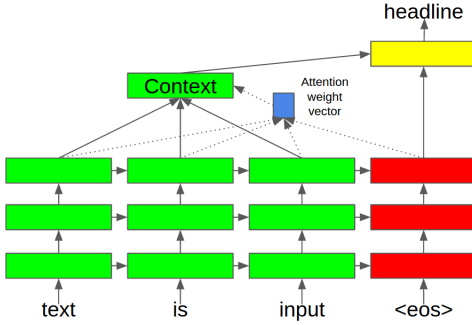 headline
Context
Attention
weight
vector
text is input <eos>